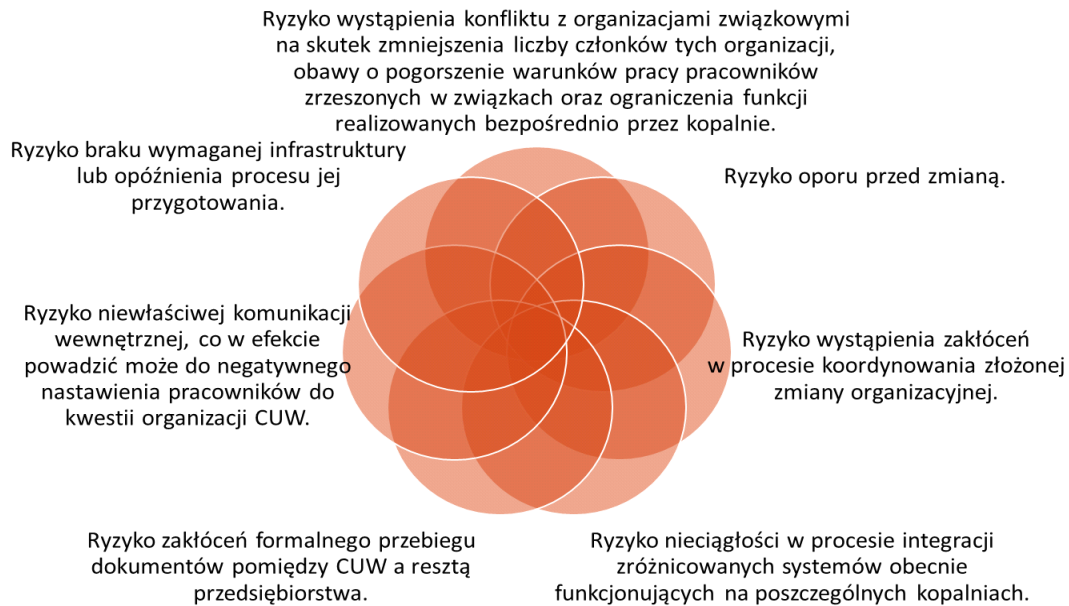 Ryzyko wystąpienia konfliktu z organizacjami związkowymi
na skutek zmniejszenia liczby członków tych organizacji,
obawy o pogorszenie warunków pracy pracowników
zrzeszonych w związkach oraz ograniczenia funkcji
realizowanych bezpośrednio przez kopalnie.
Ryzyko oporu przed zmianą.
Ryzyko wystąpienia zakłóceń
w procesie koordynowania złożonej
zmiany organizacyjnej.
Ryzyko nieciągłości w procesie integracji
zróżnicowanych systemów obecnie
funkcjonujących na poszczególnych kopalniach.
Ryzyko zakłóceń formalnego przebiegu
dokumentów pomiędzy CUW a resztą
przedsiębiorstwa.
Ryzyko niewłaściwej komunikacji
wewnętrznej, co w efekcie
powadzić może do negatywnego
nastawienia pracowników do
kwestii organizacji CUW.
Ryzyko braku wymaganej infrastruktury
lub opóźnienia procesu jej
przygotowania.